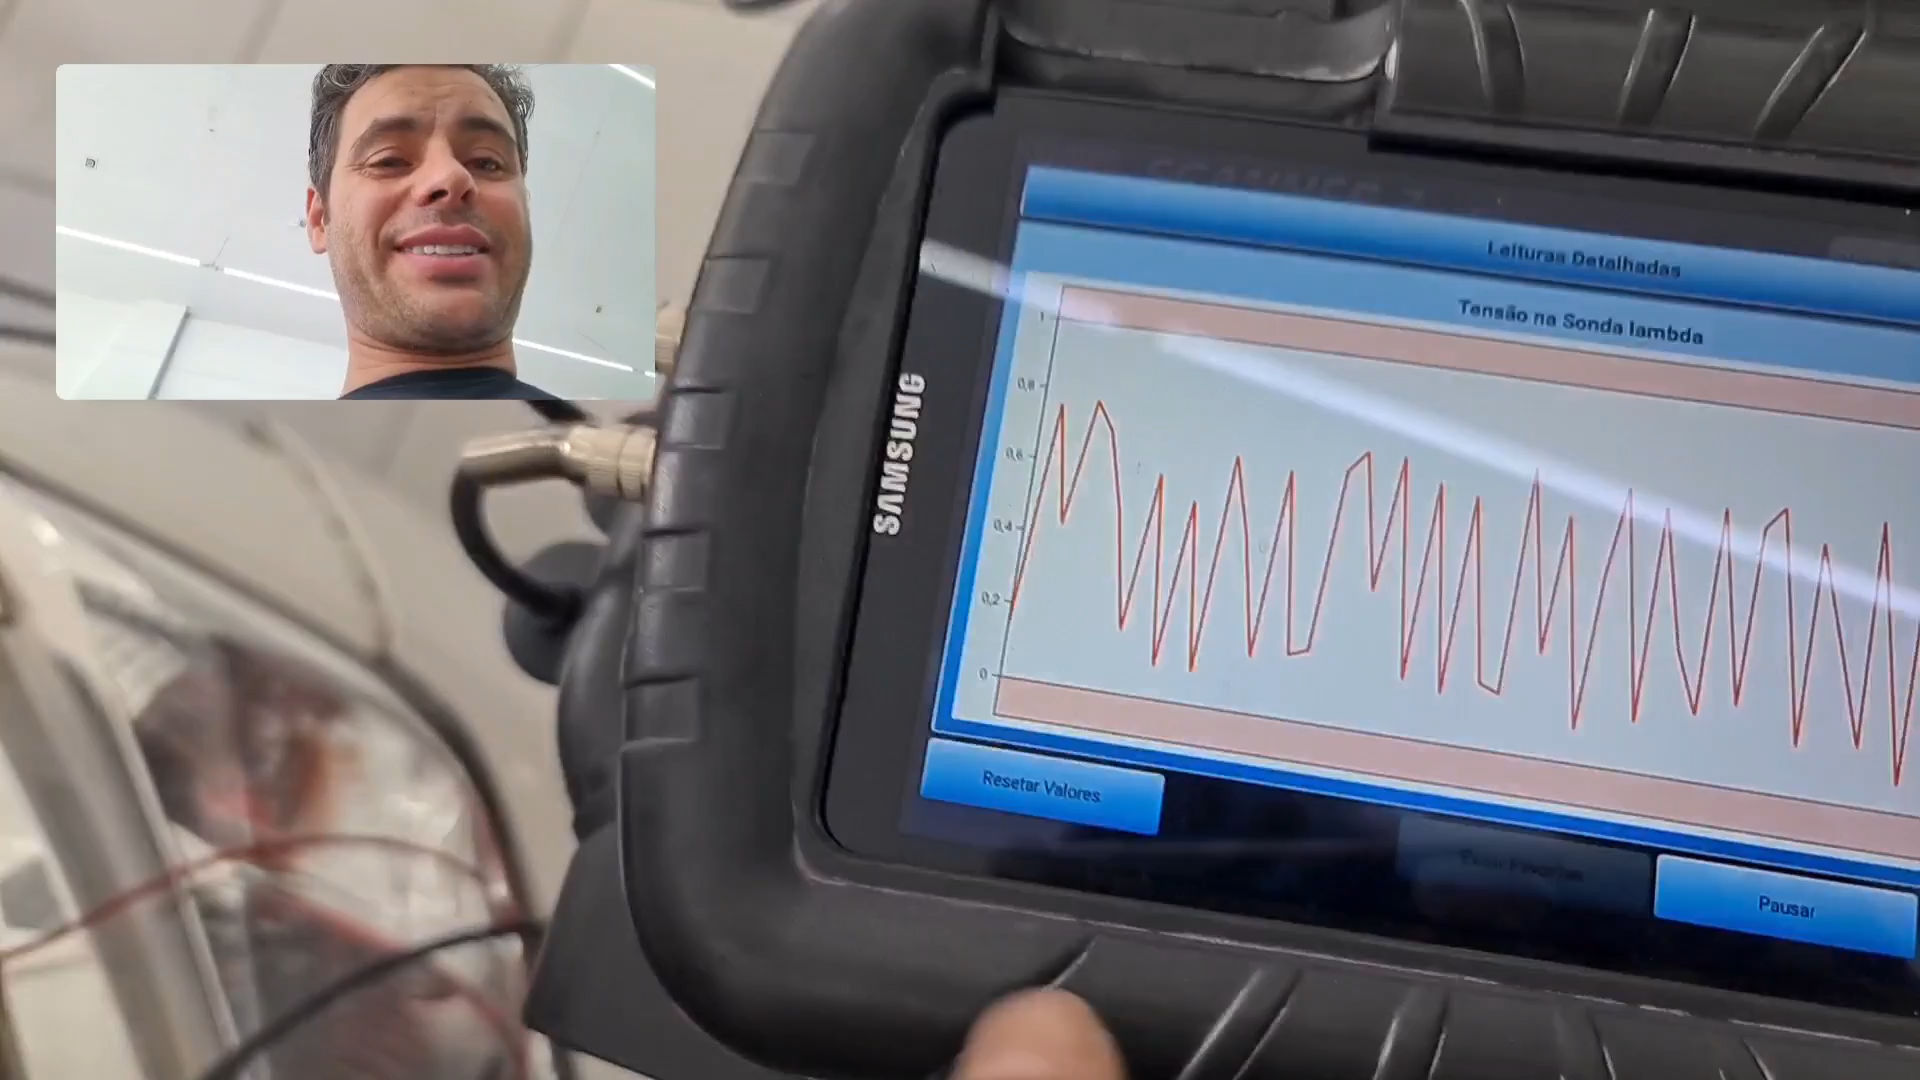 Leituras Detalhadas
Tensão na Sonda lambda
1
0,8
0,6
0,4
0,2
0
SAMSUNG
Resetar Valores
Pausar